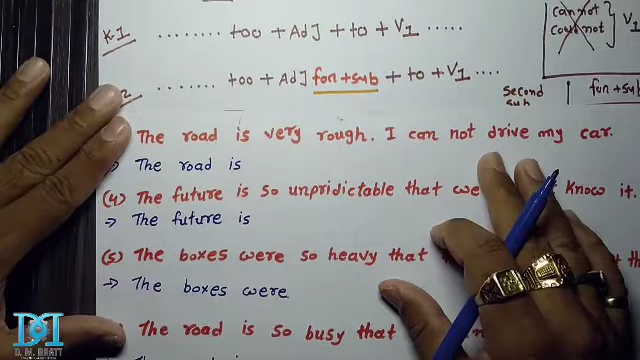 K-1 ........ too + Adj + to + V1 .....
....... too + Adj for + sub + to + V1 ....
can not
could not
V1
Second
sub
for + sub
The road is very rough. I can not drive my car.
The road is
(4) The future is so unpridictable that we know it.
→ The future is
(5) The boxes were so heavy that
→ The boxes were
The road is so busy that
D. M. BHATT